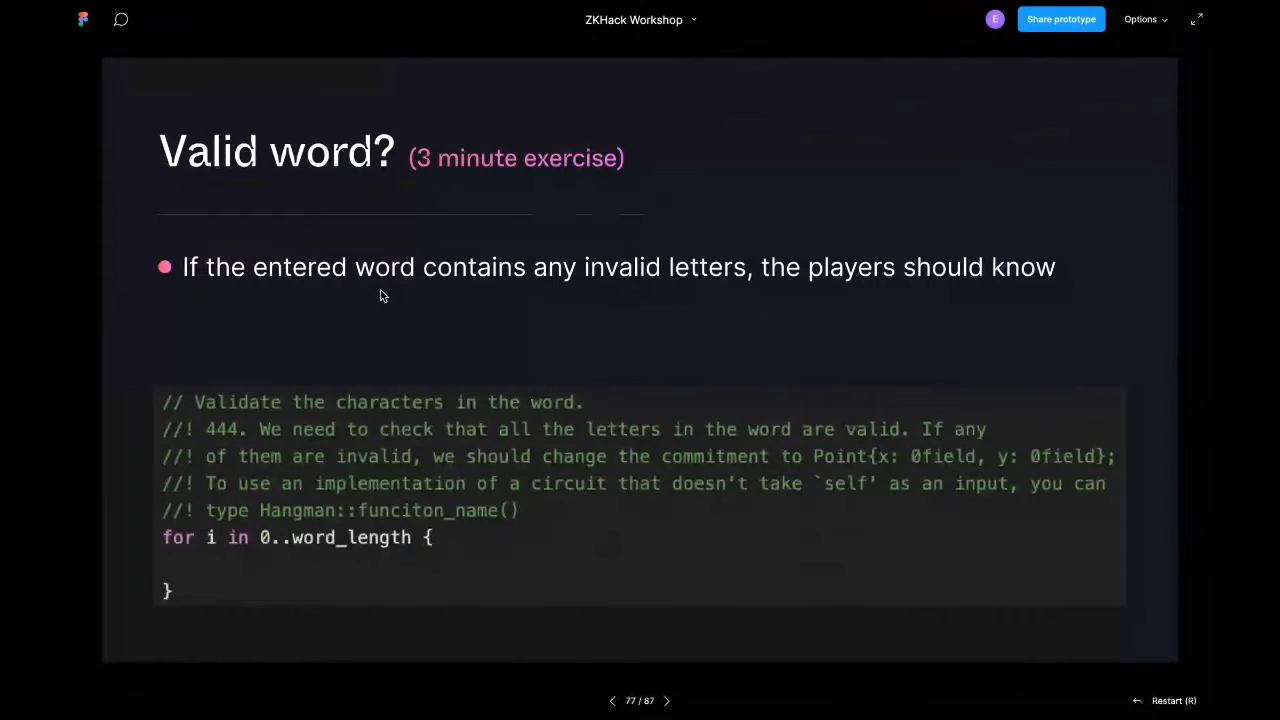 ZKHack Workshop
E
Share prototype
Options
Valid word? (3 minute exercise)
If the entered word contains any invalid letters, the players should know
// Validate the characters in the word.
//! 444. We need to check that all the letters in the word are valid. If any
//! of them are invalid, we should change the commitment to Point{x: 0field, y: 0field};
//! To use an implementation of a circuit that doesn't take `self' as an input, you can
//! type Hangman::funciton_name()
for i in 0..word_length {
}
77 / 87
Restart (R)